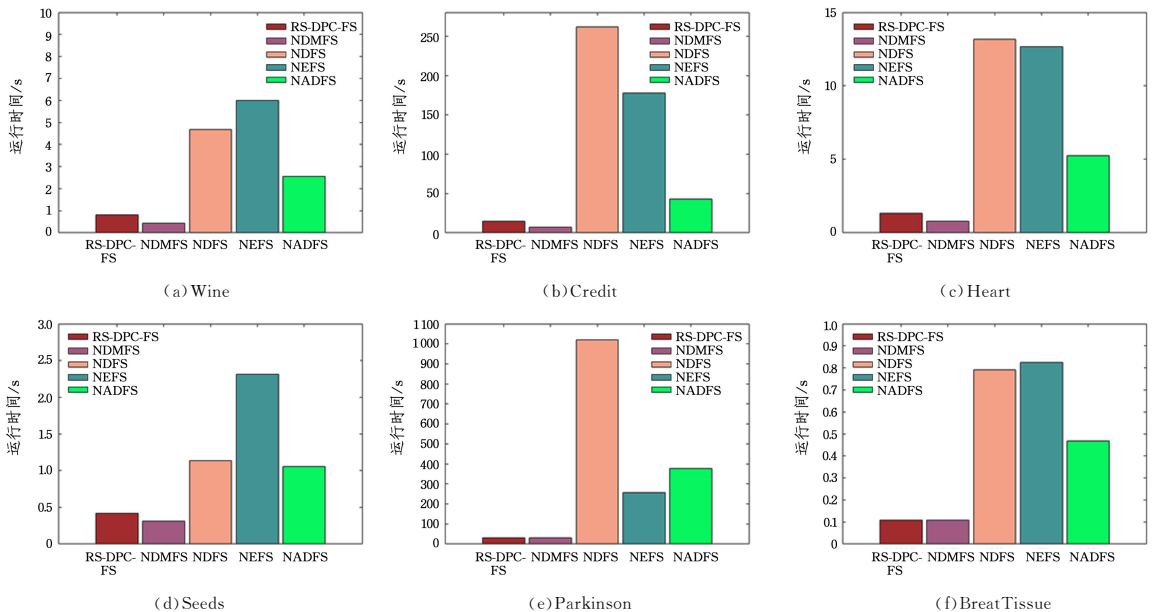 运行时间/s
10
9
8
7
6
5
4
3
2
1
0
RS-DPC-FS
NDMFS
NDFS
NEFS
NADFS
RS-DPC-FS NDMFS NDFS NEFS NADFS
(a)Wine
运行时间/s
250
200
150
100
50
0
RS-DPC-FS
NDMFS
NDFS
NEFS
NADFS
RS-DPC-FS NDMFS NDFS NEFS NADFS
(b)Credit
运行时间/s
15
10
5
0
RS-DPC-FS
NDMFS
NDFS
NEFS
NADFS
RS-DPC-FS NDMFS NDFS NEFS NADFS
(c)Heart
运行时间/s
3.0
2.5
2.0
1.5
1.0
0.5
0
RS-DPC-FS
NDMFS
NDFS
NEFS
NADFS
RS-DPC-FS NDMFS NDFS NEFS NADFS
(d)Seeds
运行时间/s
1100
1 000
900
800
700
600
500
400
300
200
100
0
RS-DPC-FS
NDMFS
NDFS
NEFS
NADFS
RS-DPC-FS NDMFS NDFS NEFS NADFS
(e)Parkinson
运行时间/s
1.0
0.9
0.8
0.7
0.6
0.5
0.4
0.3
0.2
0.1
0
RS-DPC-FS
NDMFS
NDFS
NEFS
NADFS
RS-DPC-FS NDMFS NDFS NEFS NADFS
(f)BreatTissue